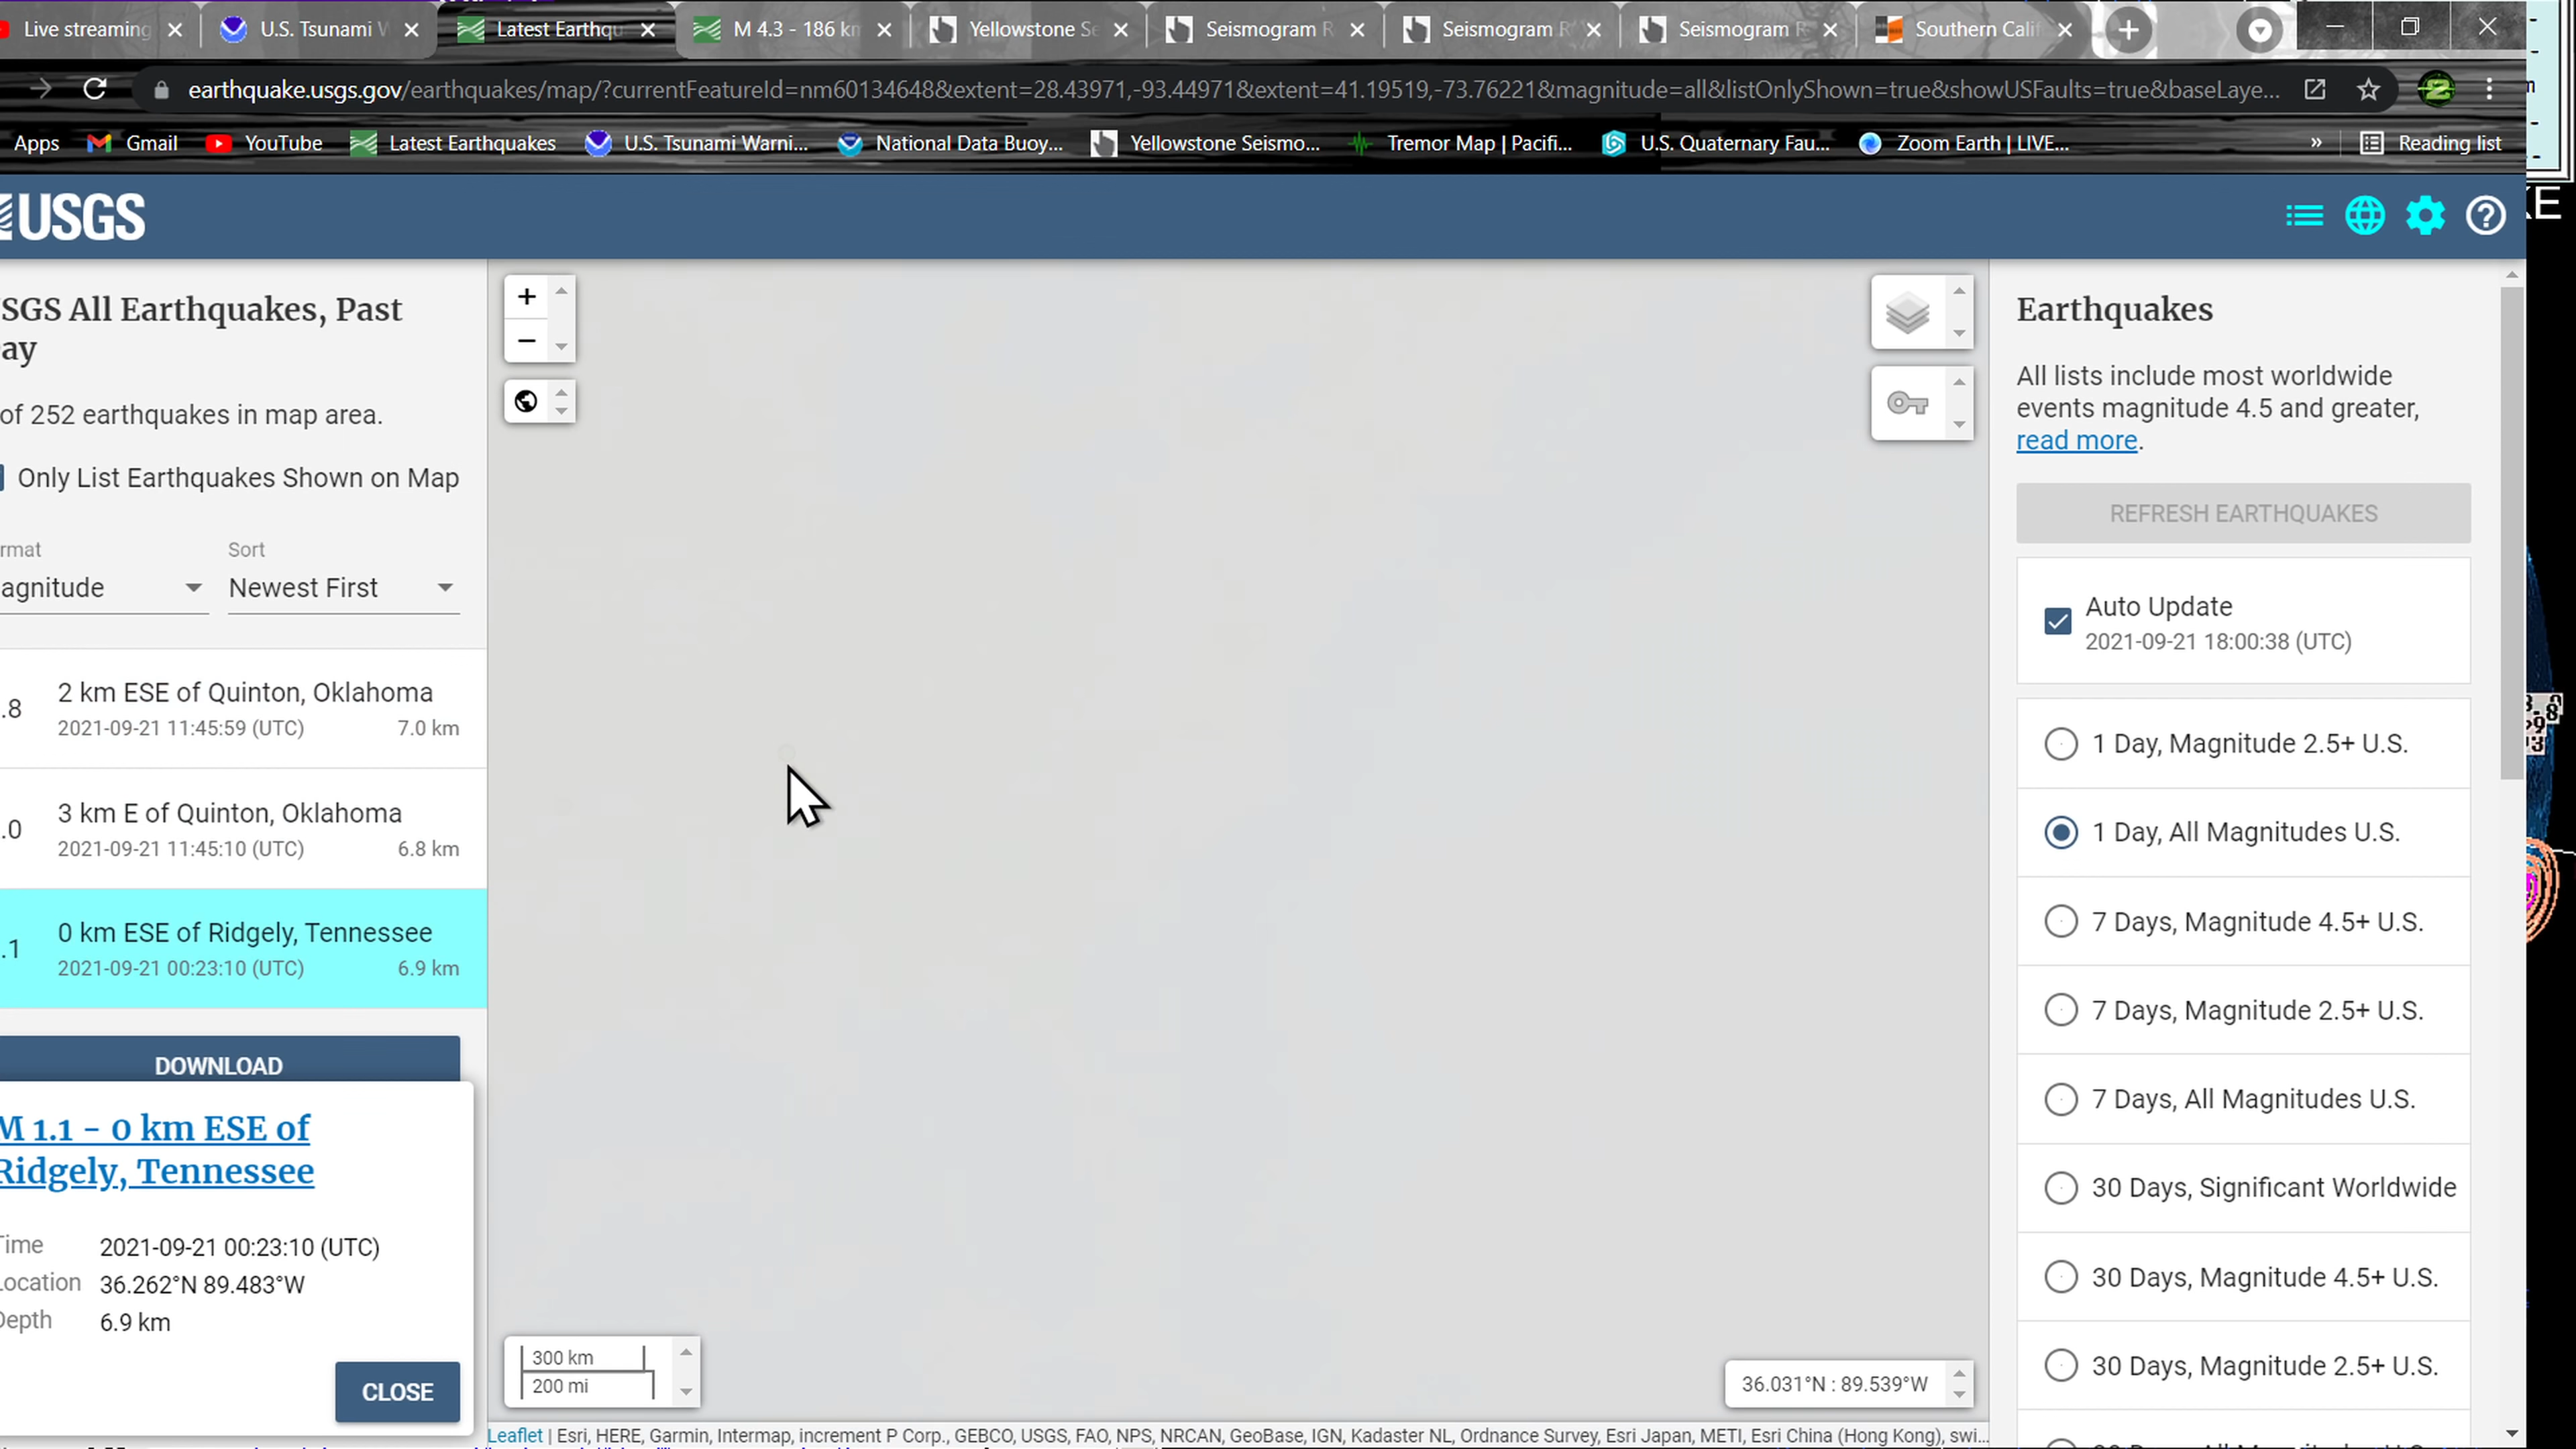 Live streaming
U.S. Tsunami W
Latest Earthqu
M 4.3 - 186 km
Yellowstone Se
Seismogram R
Seismogram R
Seismogram R
Southern Calif
earthquake.usgs.gov/earthquakes/map/?currentFeatureId=nm60134648&extent=28.43971,-93.44971&extent=41.19519,-73.76221&magnitude=all&listOnlyShown=true&showUSFaults=true&baseLaye...
Apps
Gmail
YouTube
Latest Earthquakes
U.S. Tsunami Warni...
National Data Buoy...
Yellowstone Seismo...
Tremor Map | Pacifi...
U.S. Quaternary Fau...
Zoom Earth | LIVE...
»
Reading list
KE
USGS
SGS All Earthquakes, Past
ay
of 252 earthquakes in map area.
Only List Earthquakes Shown on Map
rmat
Sort
agnitude
Newest First
.8
2 km ESE of Quinton, Oklahoma
2021-09-21 11:45:59 (UTC)
7.0 km
.0
3 km E of Quinton, Oklahoma
2021-09-21 11:45:10 (UTC)
6.8 km
.1
0 km ESE of Ridgely, Tennessee
2021-09-21 00:23:10 (UTC)
6.9 km
DOWNLOAD
M 1.1 - 0 km ESE of
Ridgely, Tennessee
Time
2021-09-21 00:23:10 (UTC)
Location
36.262°N 89.483°W
Depth
6.9 km
CLOSE
+
−
300 km
200 mi
36.031°N : 89.539°W
Leaflet | Esri, HERE, Garmin, Intermap, increment P Corp., GEBCO, USGS, FAO, NPS, NRCAN, GeoBase, IGN, Kadaster NL, Ordnance Survey, Esri Japan, METI, Esri China (Hong Kong), swi...
Earthquakes
All lists include most worldwide
events magnitude 4.5 and greater,
read more.
REFRESH EARTHQUAKES
Auto Update
2021-09-21 18:00:38 (UTC)
1 Day, Magnitude 2.5+ U.S.
1 Day, All Magnitudes U.S.
7 Days, Magnitude 4.5+ U.S.
7 Days, Magnitude 2.5+ U.S.
7 Days, All Magnitudes U.S.
30 Days, Significant Worldwide
30 Days, Magnitude 4.5+ U.S.
30 Days, Magnitude 2.5+ U.S.